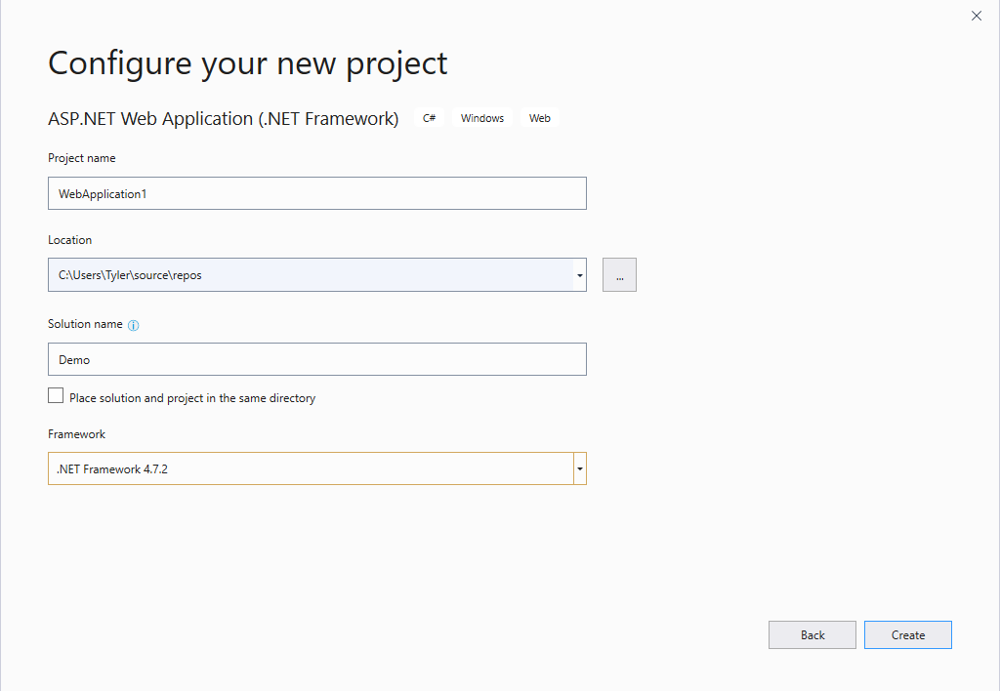 Configure your new project
ASP.NET Web Application (.NET Framework) C# Windows Web
Project name
WebApplication1
Location
C:\Users\Tyler\source\repos
...
Solution name
Demo
Place solution and project in the same directory
Framework
.NET Framework 4.7.2
Back Create